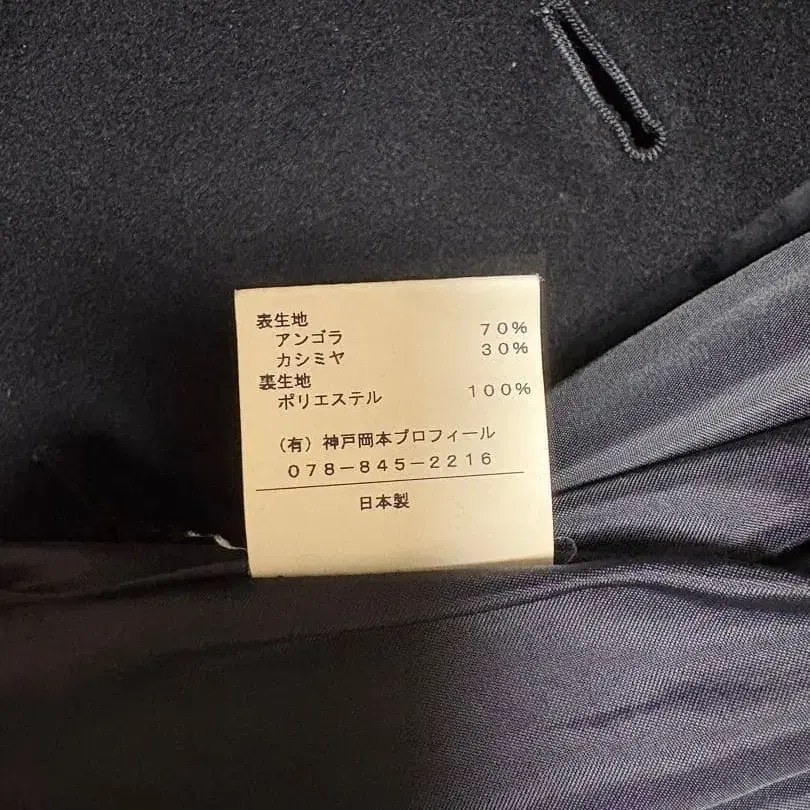 表生地
アンゴラ 70%
カシミヤ 30%
裏生地
ポリエステル 100%
（有）神戸岡本プロフィール
078-845-2216
日本製